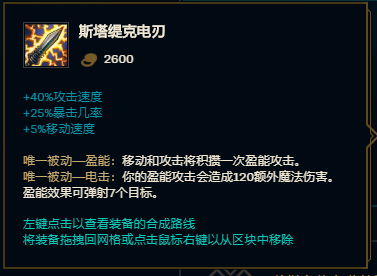 斯塔缇克电刃
2600
+40%攻击速度
+25%暴击几率
+5%移动速度
唯一被动—盈能：移动和攻击将积攒一次盈能攻击。
唯一被动—电击：你的盈能攻击会造成120额外魔法伤害。
盈能效果可弹射7个目标。
左键点击以查看装备的合成路线
将装备拖拽回网格或点击鼠标右键以从区块中移除